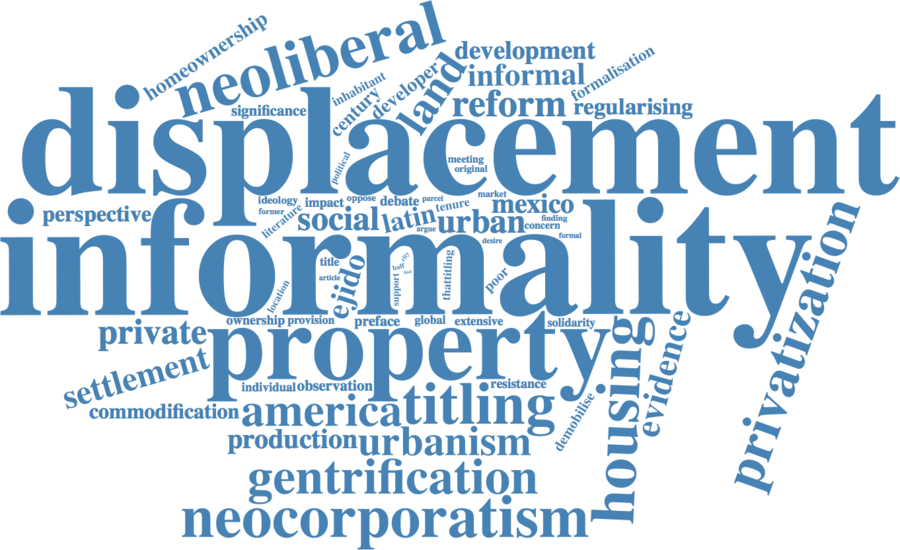 homeownership
neoliberal
development
informal
formalisation
inhabitant
developer
land
century
significance
reform
regularising
displacement
political
meeting
original
ideology
impact
oppose
debate
parcel
market
tenure
mexico
former
literature
perspective
social
latin
urban
finding
concern
argue
desire
formal
informality
title
article
ejido
city
half
but
support
thattitling
poor
location
privatization
ownership
provision
preface
global
extensive
solidarity
private
property
housing
evidence
settlement
individual
observation
resistance
commodification
america
titling
demobilise
production
urbanism
gentrification
neocorporatism